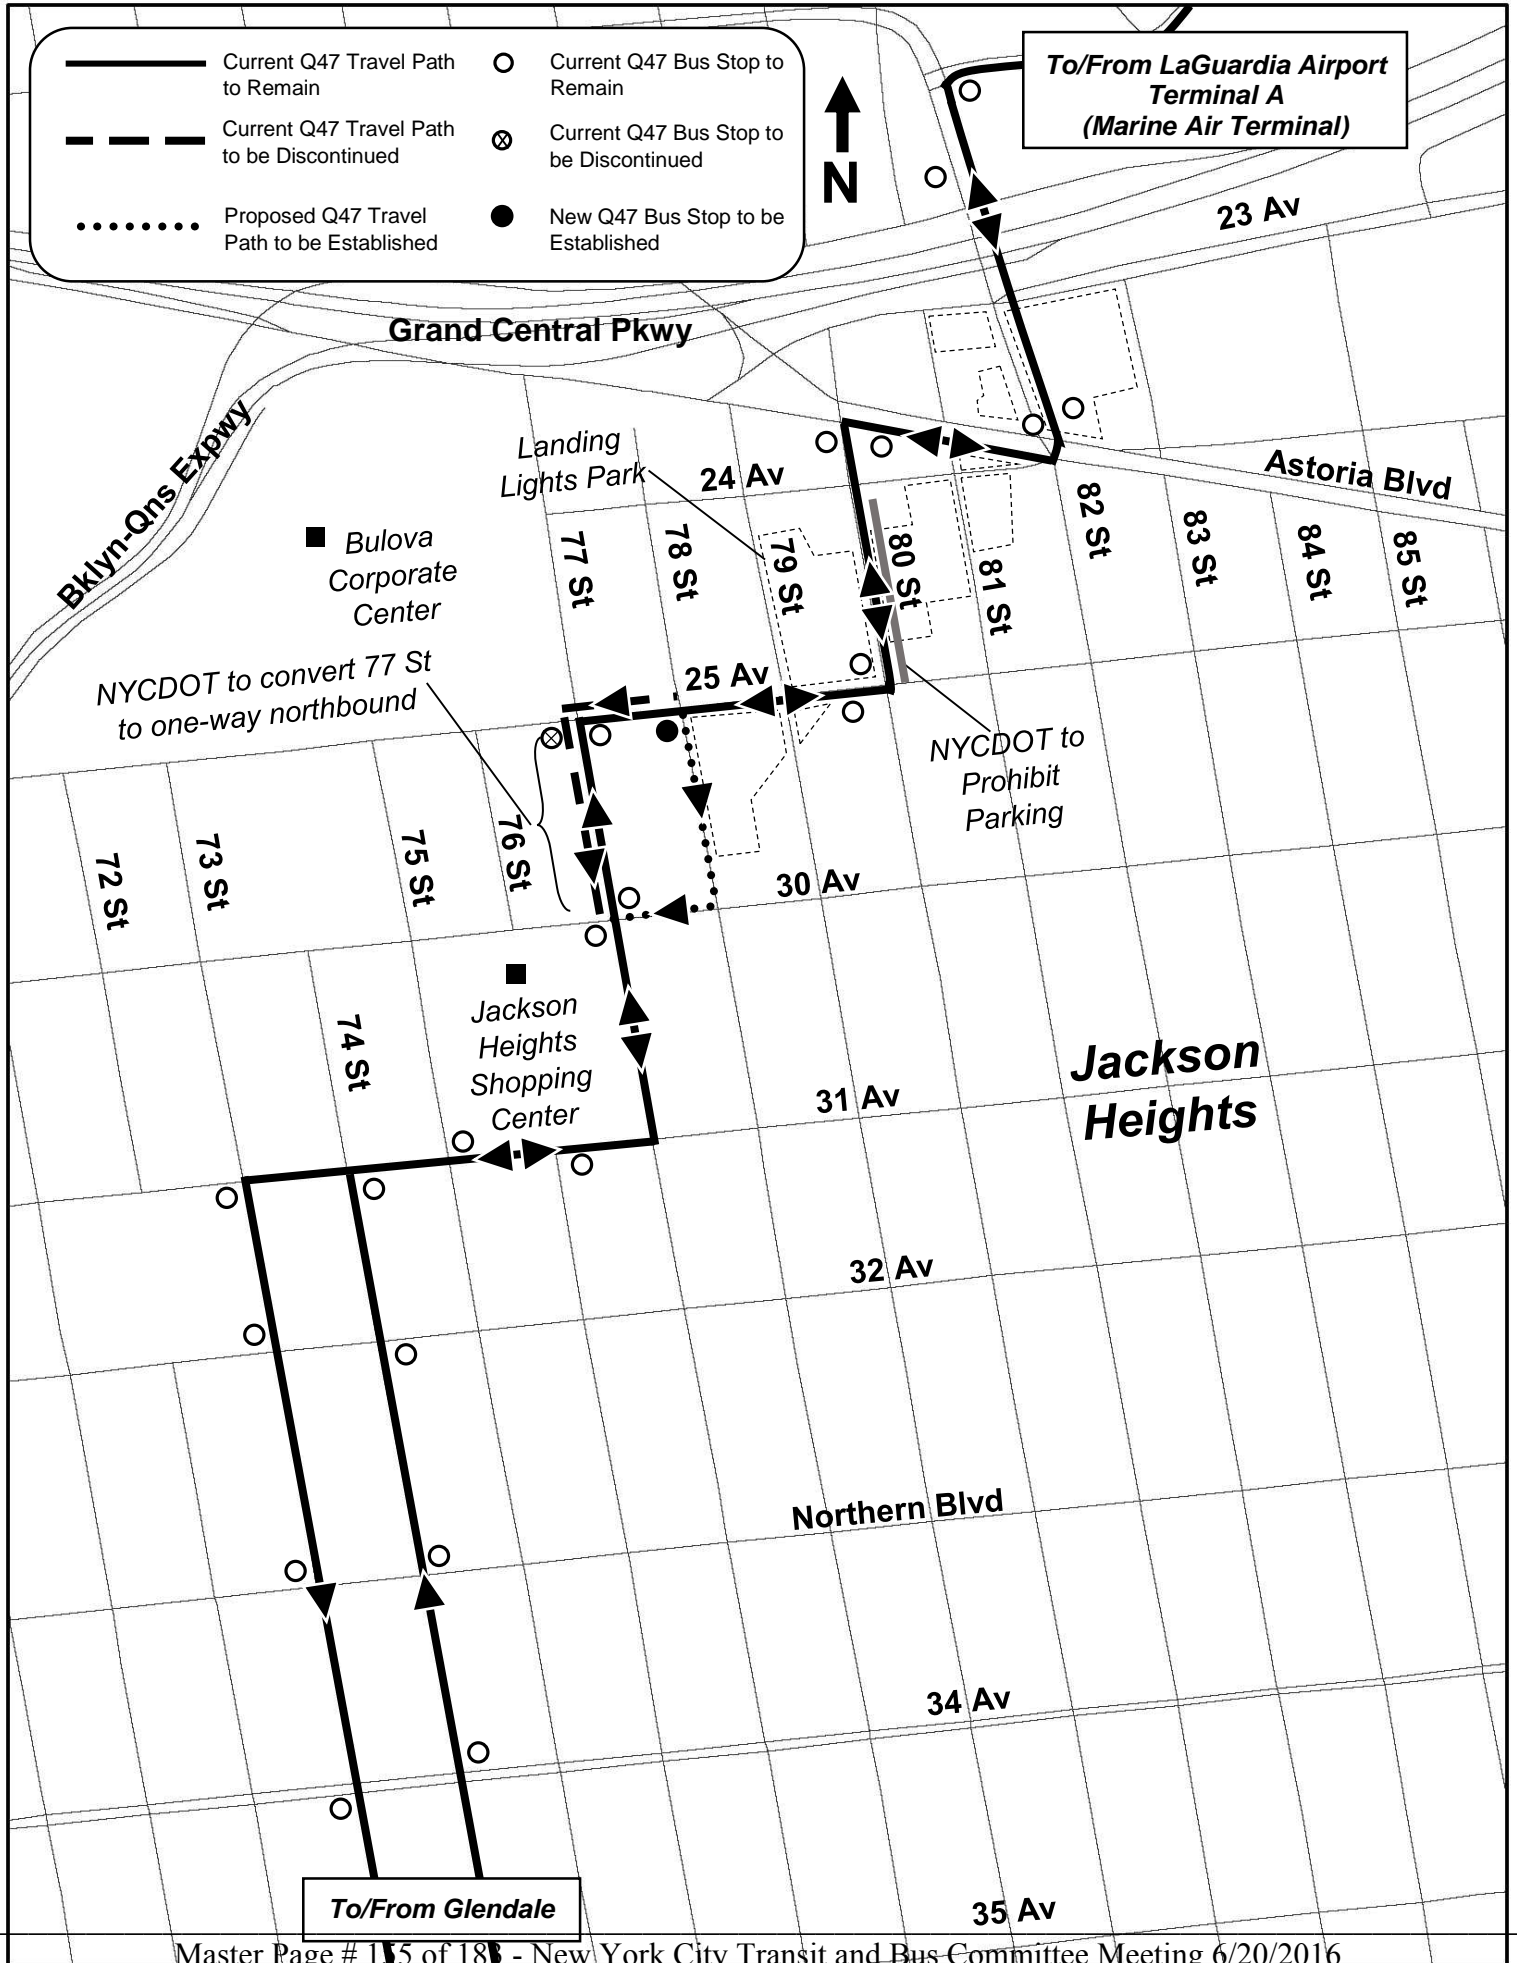 Current Q47 Travel Path
to Remain
Current Q47 Bus Stop to
Remain
Current Q47 Travel Path
to be Discontinued
Current Q47 Bus Stop to
be Discontinued
Proposed Q47 Travel
Path to be Established
New Q47 Bus Stop to be
Established
N
To/From LaGuardia Airport
Terminal A
(Marine Air Terminal)
23 Av
Grand Central Pkwy
Bklyn-Qns Expwy
Landing
Lights Park
24 Av
Astoria Blvd
Bulova
Corporate
Center
77 St
78 St
79 St
80 St
81 St
82 St
83 St
84 St
85 St
NYCDOT to convert 77 St
to one-way northbound
25 Av
NYCDOT to
Prohibit
Parking
72 St
73 St
75 St
76 St
30 Av
Jackson
Heights
Shopping
Center
74 St
31 Av
Jackson
Heights
32 Av
Northern Blvd
34 Av
To/From Glendale
35 Av
Master Page # 155 of 183 - New York City Transit and Bus Committee Meeting 6/20/2016